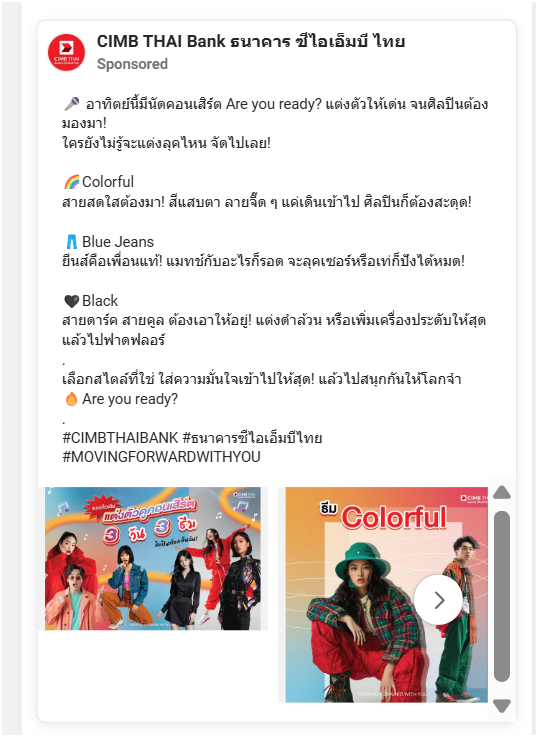 CIMB THAI Bank ธนาคาร ซีไอเอ็มบี ไทย
Sponsored
🎤 อาทิตย์นี้มีนัดคอนเสิร์ต Are you ready? แต่งตัวให้เด่น จนศิลปินต้อง
มองมา!
ใครยังไม่รู้จะแต่งลุคไหน จัดไปเลย!
🌈Colorful
สายสดใสต้องมา! สีแสบตา ลายจี๊ด ๆ แค่เดินเข้าไป ศิลปินก็ต้องสะดุด!
👖Blue Jeans
ยีนส์คือเพื่อนแท้! แมทช์กับอะไรก็รอด จะลุคเซอร์หรือเท่ก็ปังได้หมด!
🖤Black
สายดาร์ค สายคูล ต้องเอาให้อยู่! แต่งดำล้วน หรือเพิ่มเครื่องประดับให้สุด
แล้วไปฟาดฟลอร์
.
เลือกสไตล์ที่ใช่ ใส่ความมั่นใจเข้าไปให้สุด! แล้วไปสนุกกันให้โลกจำ
🔥Are you ready?
.
#CIMBTHAIBANK #ธนาคารซีไอเอ็มบีไทย
#MOVINGFORWARDWITHYOU
CIMB THAI
แต่งตัวดูคอนเสิร์ต
3 วัน 3 ธีม
CIMB THAI
ธีม Colorful
MOVING FORWARD WITH YOU
MOVING FORWARD WITH YOU